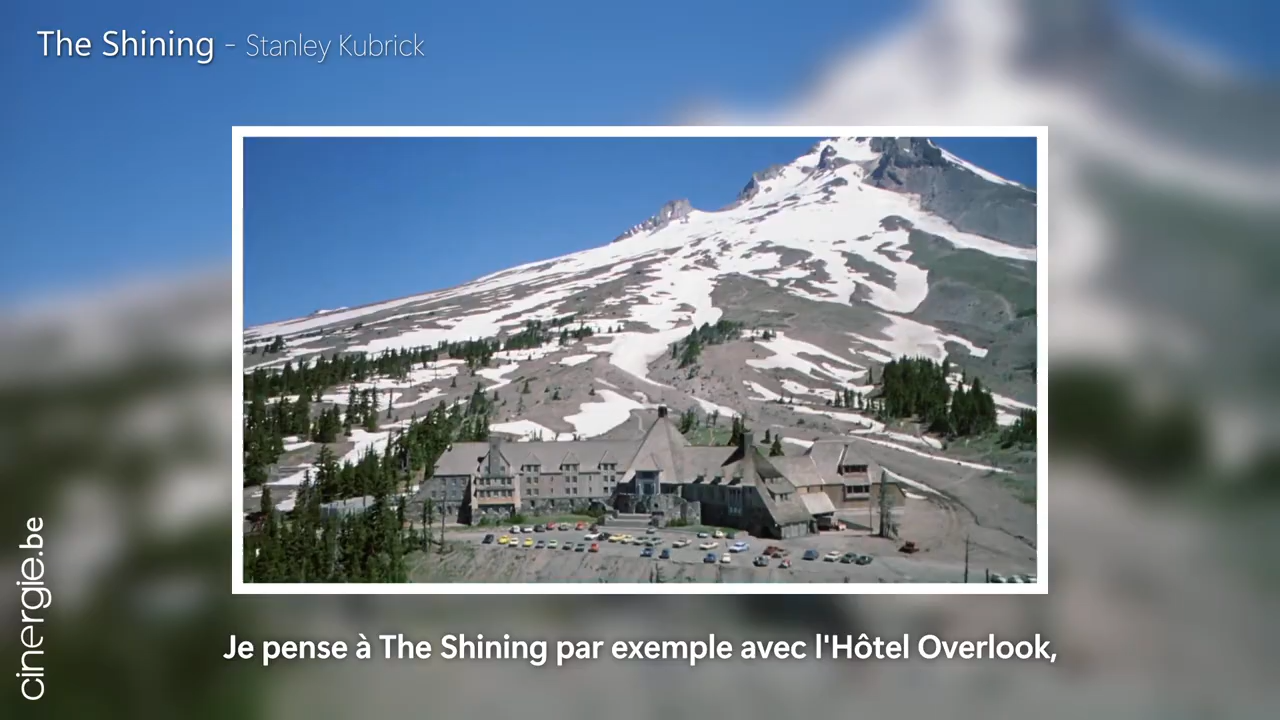 The Shining - Stanley Kubrick
cinergie.be
Je pense à The Shining par exemple avec l'Hôtel Overlook,